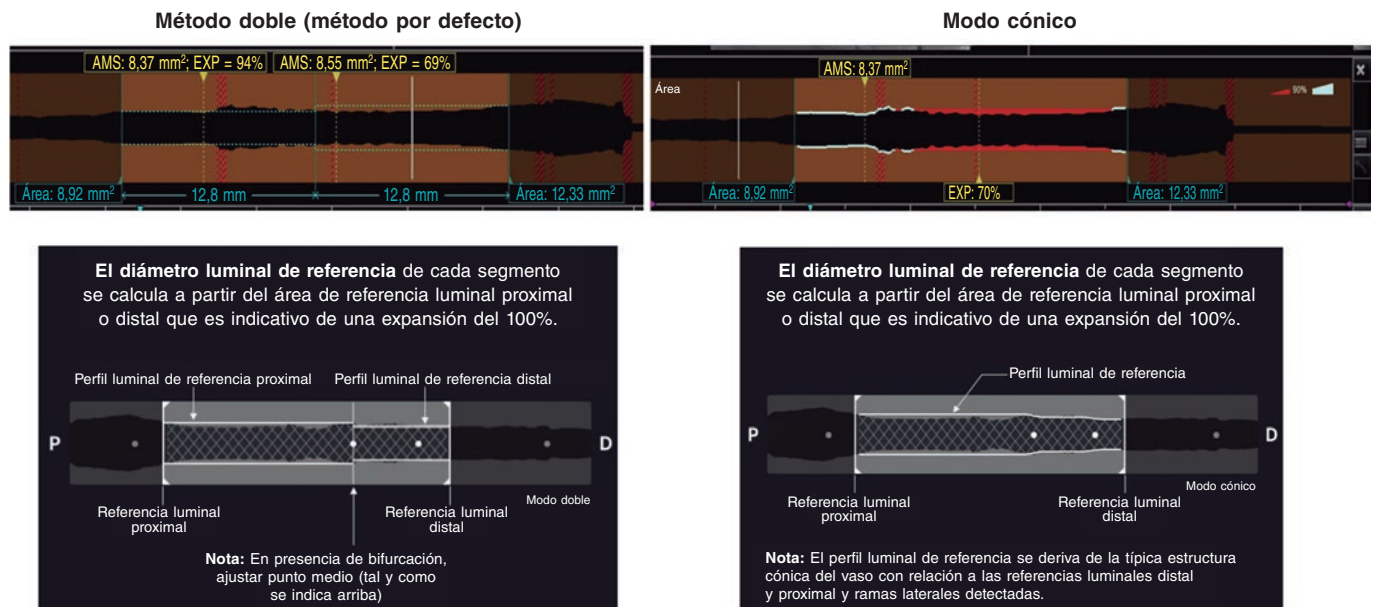 Método doble (método por defecto)
AMS: 8,37 mm²; EXP = 94%
AMS: 8,55 mm²; EXP = 69%
Área: 8,92 mm²
12,8 mm
12,8 mm
Área: 12,33 mm²
Modo cónico
Área
AMS: 8,37 mm²
90%
Área: 8,92 mm²
EXP: 70%
Área: 12,33 mm²
El diámetro luminal de referencia de cada segmento
se calcula a partir del área de referencia luminal proximal
o distal que es indicativo de una expansión del 100%.
Perfil luminal de referencia proximal
Perfil luminal de referencia distal
P
D
Modo doble
Referencia luminal
proximal
Referencia luminal
distal
Nota: En presencia de bifurcación,
ajustar punto medio (tal y como
se indica arriba)
El diámetro luminal de referencia de cada segmento
se calcula a partir del área de referencia luminal proximal
o distal que es indicativo de una expansión del 100%.
Perfil luminal de referencia
P
D
Modo cónico
Referencia luminal
proximal
Referencia luminal
distal
Nota: El perfil luminal de referencia se deriva de la típica estructura
cónica del vaso con relación a las referencias luminales distal
y proximal y ramas laterales detectadas.